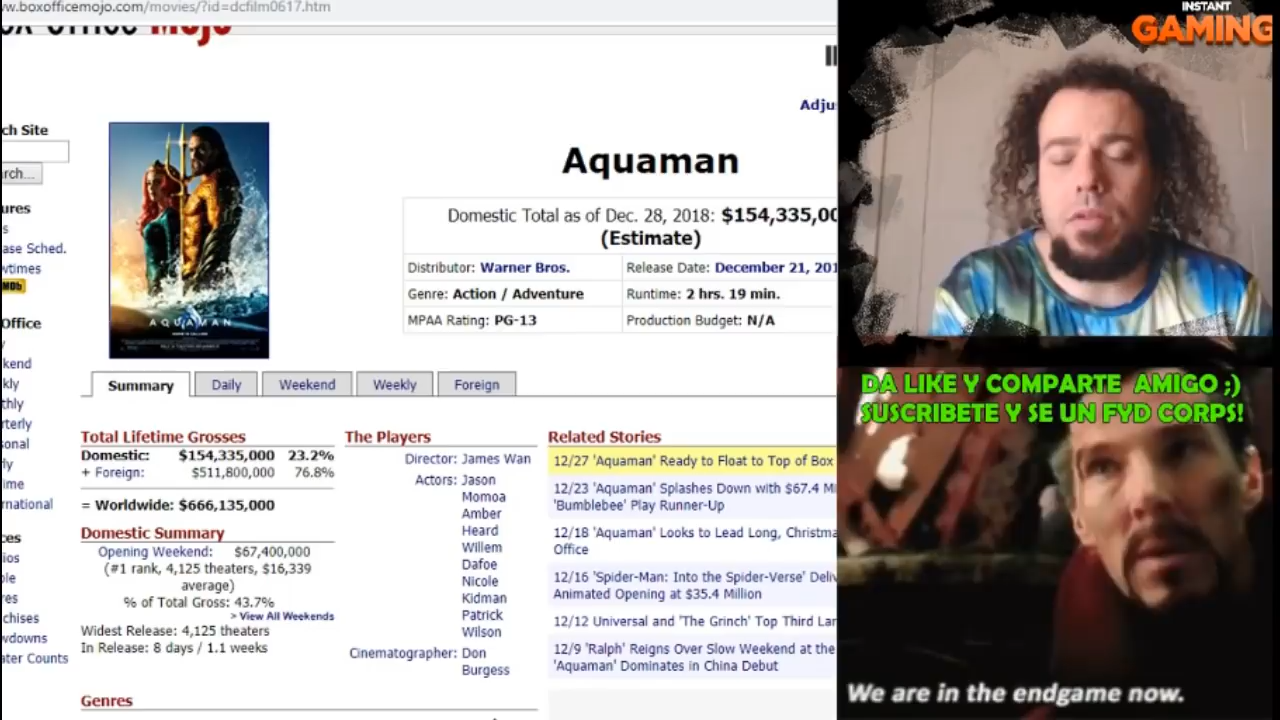 w.boxofficemojo.com/movies/?id=dcfilm0617.htm
Mojo
INSTANT
GAMING
Adju
ch Site
arch...
Aquaman
Domestic Total as of Dec. 28, 2018: $154,335,00
(Estimate)
Distributor: Warner Bros.
Release Date: December 21, 201
Genre: Action / Adventure
Runtime: 2 hrs. 19 min.
MPAA Rating: PG-13
Production Budget: N/A
AQUAMAN
ures
s
ase Sched.
wtimes
IMDb
Office
y
kend
kly
thly
rterly
sonal
ly
ime
rnational
ces
ios
ple
res
chises
wdowns
ater Counts
Summary
Daily
Weekend
Weekly
Foreign
Total Lifetime Grosses
Domestic: $154,335,000 23.2%
+ Foreign: $511,800,000 76.8%
= Worldwide: $666,135,000
Domestic Summary
Opening Weekend: $67,400,000
(#1 rank, 4,125 theaters, $16,339
average)
% of Total Gross: 43.7%
> View All Weekends
Widest Release: 4,125 theaters
In Release: 8 days / 1.1 weeks
Genres
The Players
Director: James Wan
Actors: Jason
Momoa
Amber
Heard
Willem
Dafoe
Nicole
Kidman
Patrick
Wilson
Cinematographer: Don
Burgess
Related Stories
12/27 'Aquaman' Ready to Float to Top of Box
12/23 'Aquaman' Splashes Down with $67.4 Mi
'Bumblebee' Play Runner-Up
12/18 'Aquaman' Looks to Lead Long, Christma
Office
12/16 'Spider-Man: Into the Spider-Verse' Deliv
Animated Opening at $35.4 Million
12/12 Universal and 'The Grinch' Top Third Lar
12/9 'Ralph' Reigns Over Slow Weekend at the
'Aquaman' Dominates in China Debut
DA LIKE Y COMPARTE AMIGO ;)
SUSCRIBETE Y SE UN FYD CORPS!
We are in the endgame now.